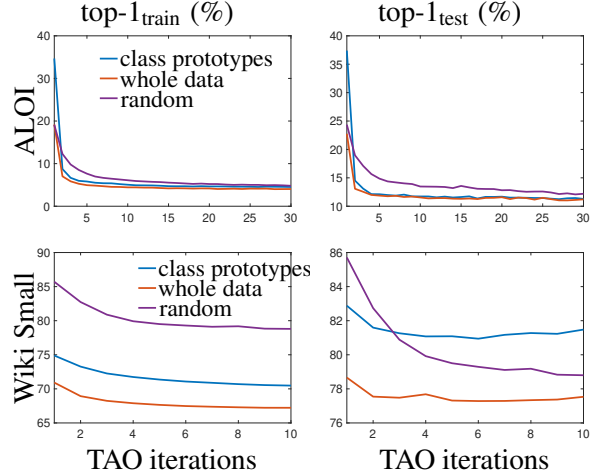 top-1train (%)
top-1test (%)
ALOI
40
30
20
10
0
class prototypes
whole data
random
5 10 15 20 25 30
40
35
30
25
20
15
10
5 10 15 20 25 30
Wiki Small
90
85
80
75
70
65
class prototypes
whole data
random
2 4 6 8 10
TAO iterations
86
84
82
80
78
76
2 4 6 8 10
TAO iterations